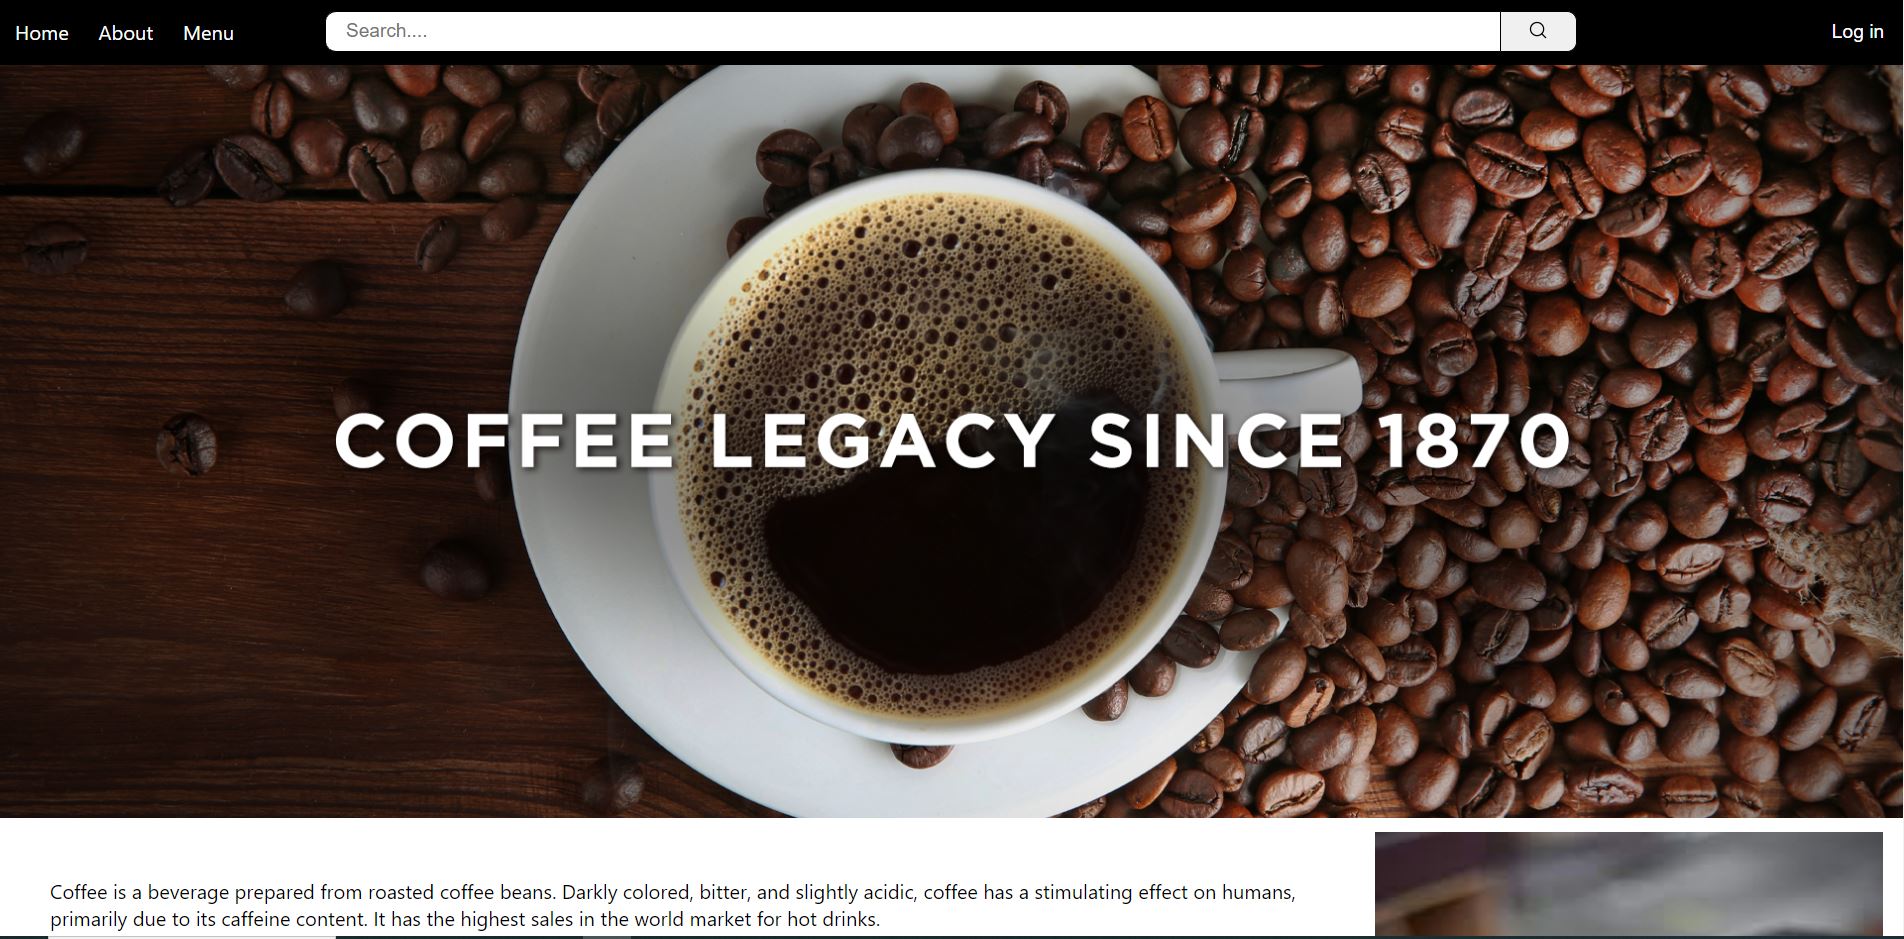 Home About Menu Search.... Log in
COFFEE LEGACY SINCE 1870
Coffee is a beverage prepared from roasted coffee beans. Darkly colored, bitter, and slightly acidic, coffee has a stimulating effect on humans,
primarily due to its caffeine content. It has the highest sales in the world market for hot drinks.